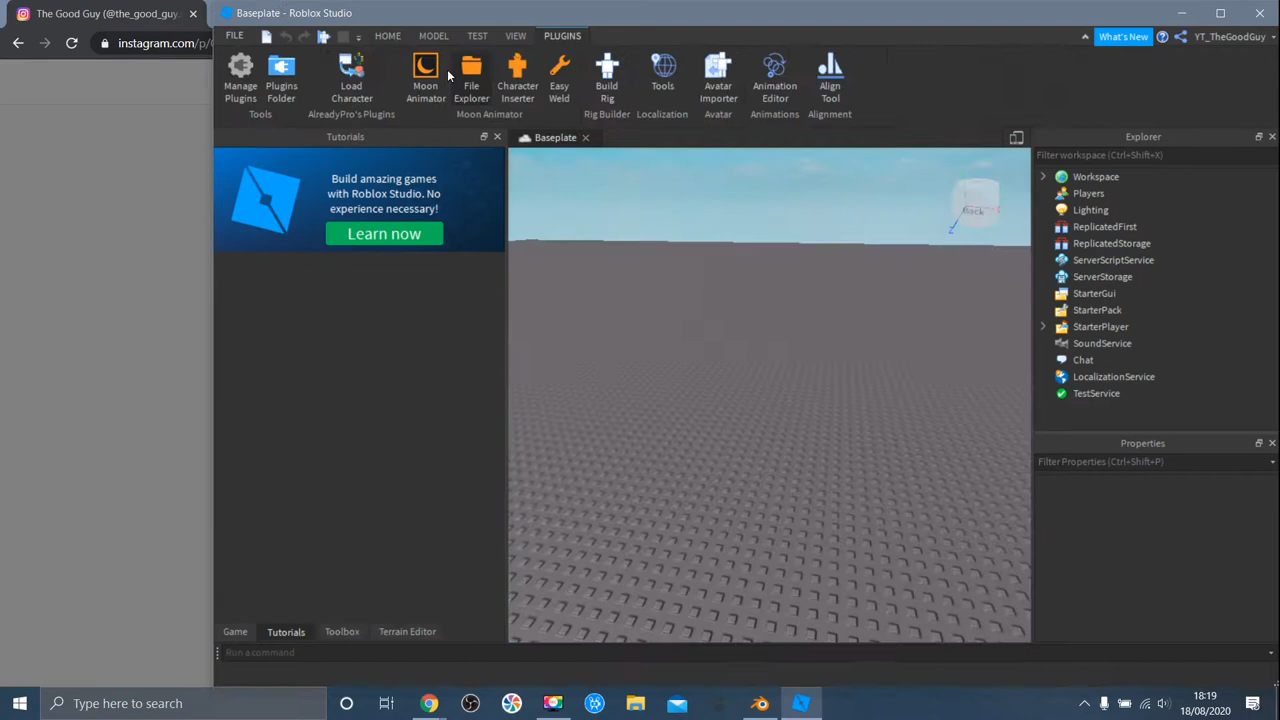 The Good Guy (@the_good_guy.
Baseplate - Roblox Studio
instagram.com/p/
FILE
HOME
MODEL
TEST
VIEW
PLUGINS
What's New
YT_TheGoodGuy
Manage Plugins
Plugins Folder
Load Character
Moon Animator
File Explorer
Character Inserter
Easy Weld
Build Rig
Tools
Avatar Importer
Animation Editor
Align Tool
Tools
AlreadyPro's Plugins
Moon Animator
Rig Builder
Localization
Avatar
Animations
Alignment
Tutorials
Baseplate
Explorer
Build amazing games
with Roblox Studio. No
experience necessary!
Learn now
Back
Z
Filter workspace (Ctrl+Shift+X)
Workspace
Players
Lighting
ReplicatedFirst
ReplicatedStorage
ServerScriptService
ServerStorage
StarterGui
StarterPack
StarterPlayer
SoundService
Chat
LocalizationService
TestService
Properties
Filter Properties (Ctrl+Shift+P)
Game
Tutorials
Toolbox
Terrain Editor
Run a command
Type here to search
18:19
18/08/2020